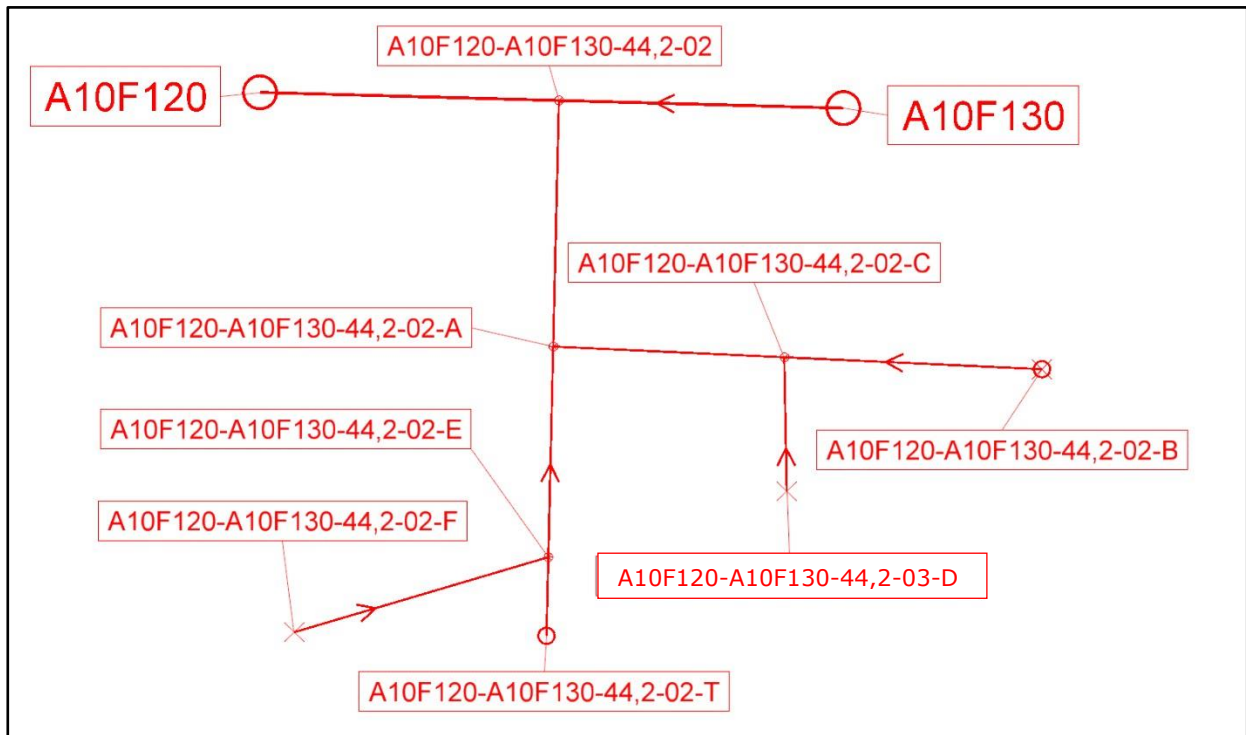 A10F120-A10F130-44,2-02
A10F120
A10F130
A10F120-A10F130-44,2-02-C
A10F120-A10F130-44,2-02-A
A10F120-A10F130-44,2-02-E
A10F120-A10F130-44,2-02-B
A10F120-A10F130-44,2-02-F
A10F120-A10F130-44,2-03-D
A10F120-A10F130-44,2-02-T